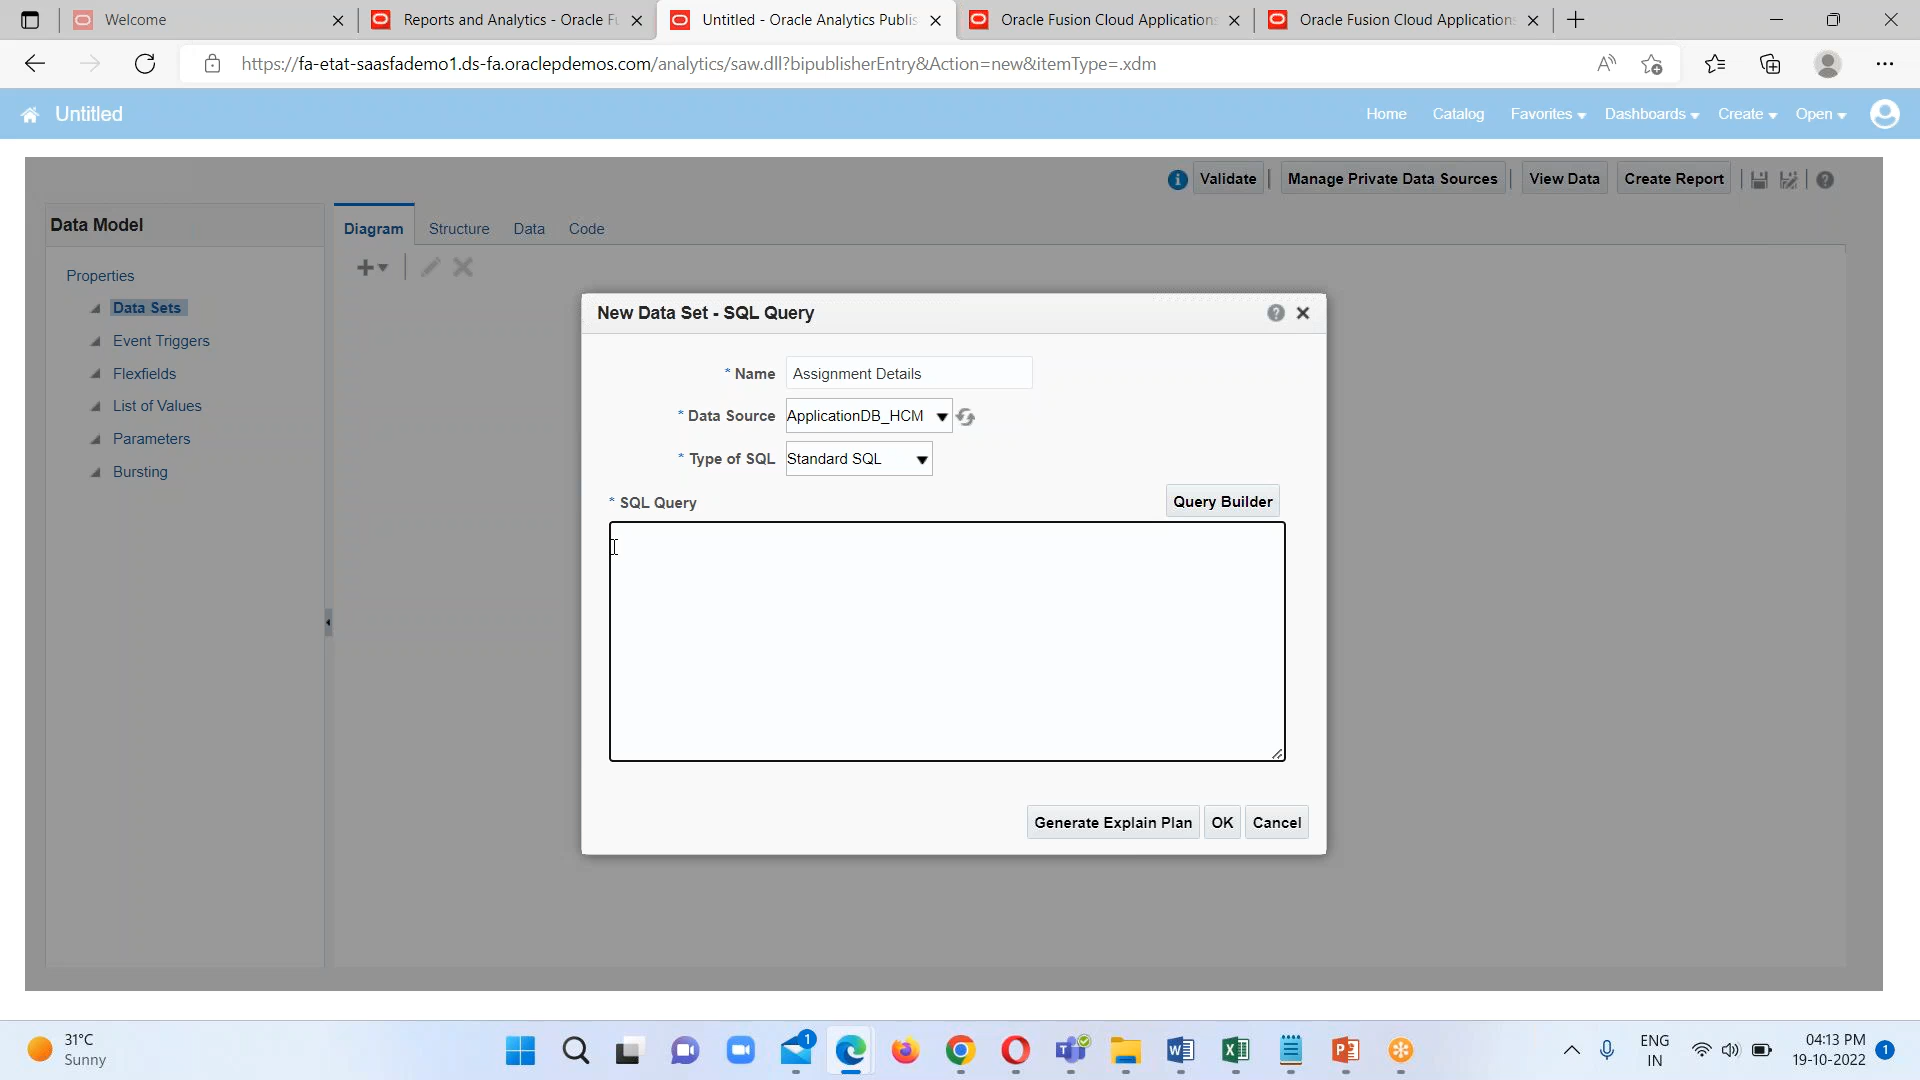 Welcome
Reports and Analytics - Oracle Fu
Untitled - Oracle Analytics Publis
Oracle Fusion Cloud Applications
Oracle Fusion Cloud Applications
https://fa-etat-saasfademo1.ds-fa.oraclepdemos.com/analytics/saw.dll?bipublisherEntry&Action=new&itemType=.xdm
Untitled
Home Catalog Favorites Dashboards Create Open
Validate Manage Private Data Sources View Data Create Report
Data Model
Diagram Structure Data Code
Properties
Data Sets
Event Triggers
Flexfields
List of Values
Parameters
Bursting
New Data Set - SQL Query
* Name Assignment Details
* Data Source ApplicationDB_HCM
* Type of SQL Standard SQL
* SQL Query Query Builder
Generate Explain Plan OK Cancel
31°C
Sunny
1
ENG
IN
04:13 PM
19-10-2022
1